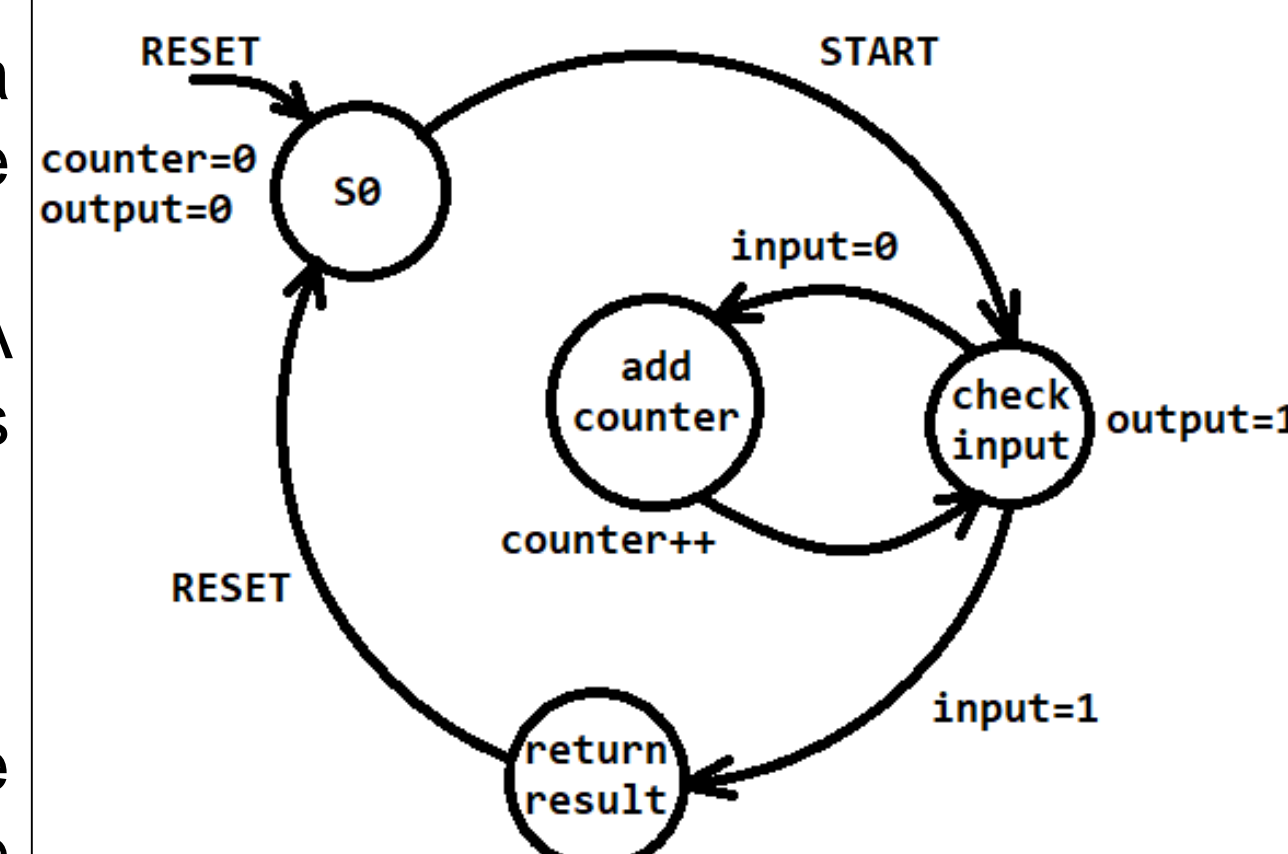 a
e
A
s
e
RESET
START
counter=0
output=0
S0
input=0
add
counter
check
input
output=1
counter++
RESET
input=1
return
result